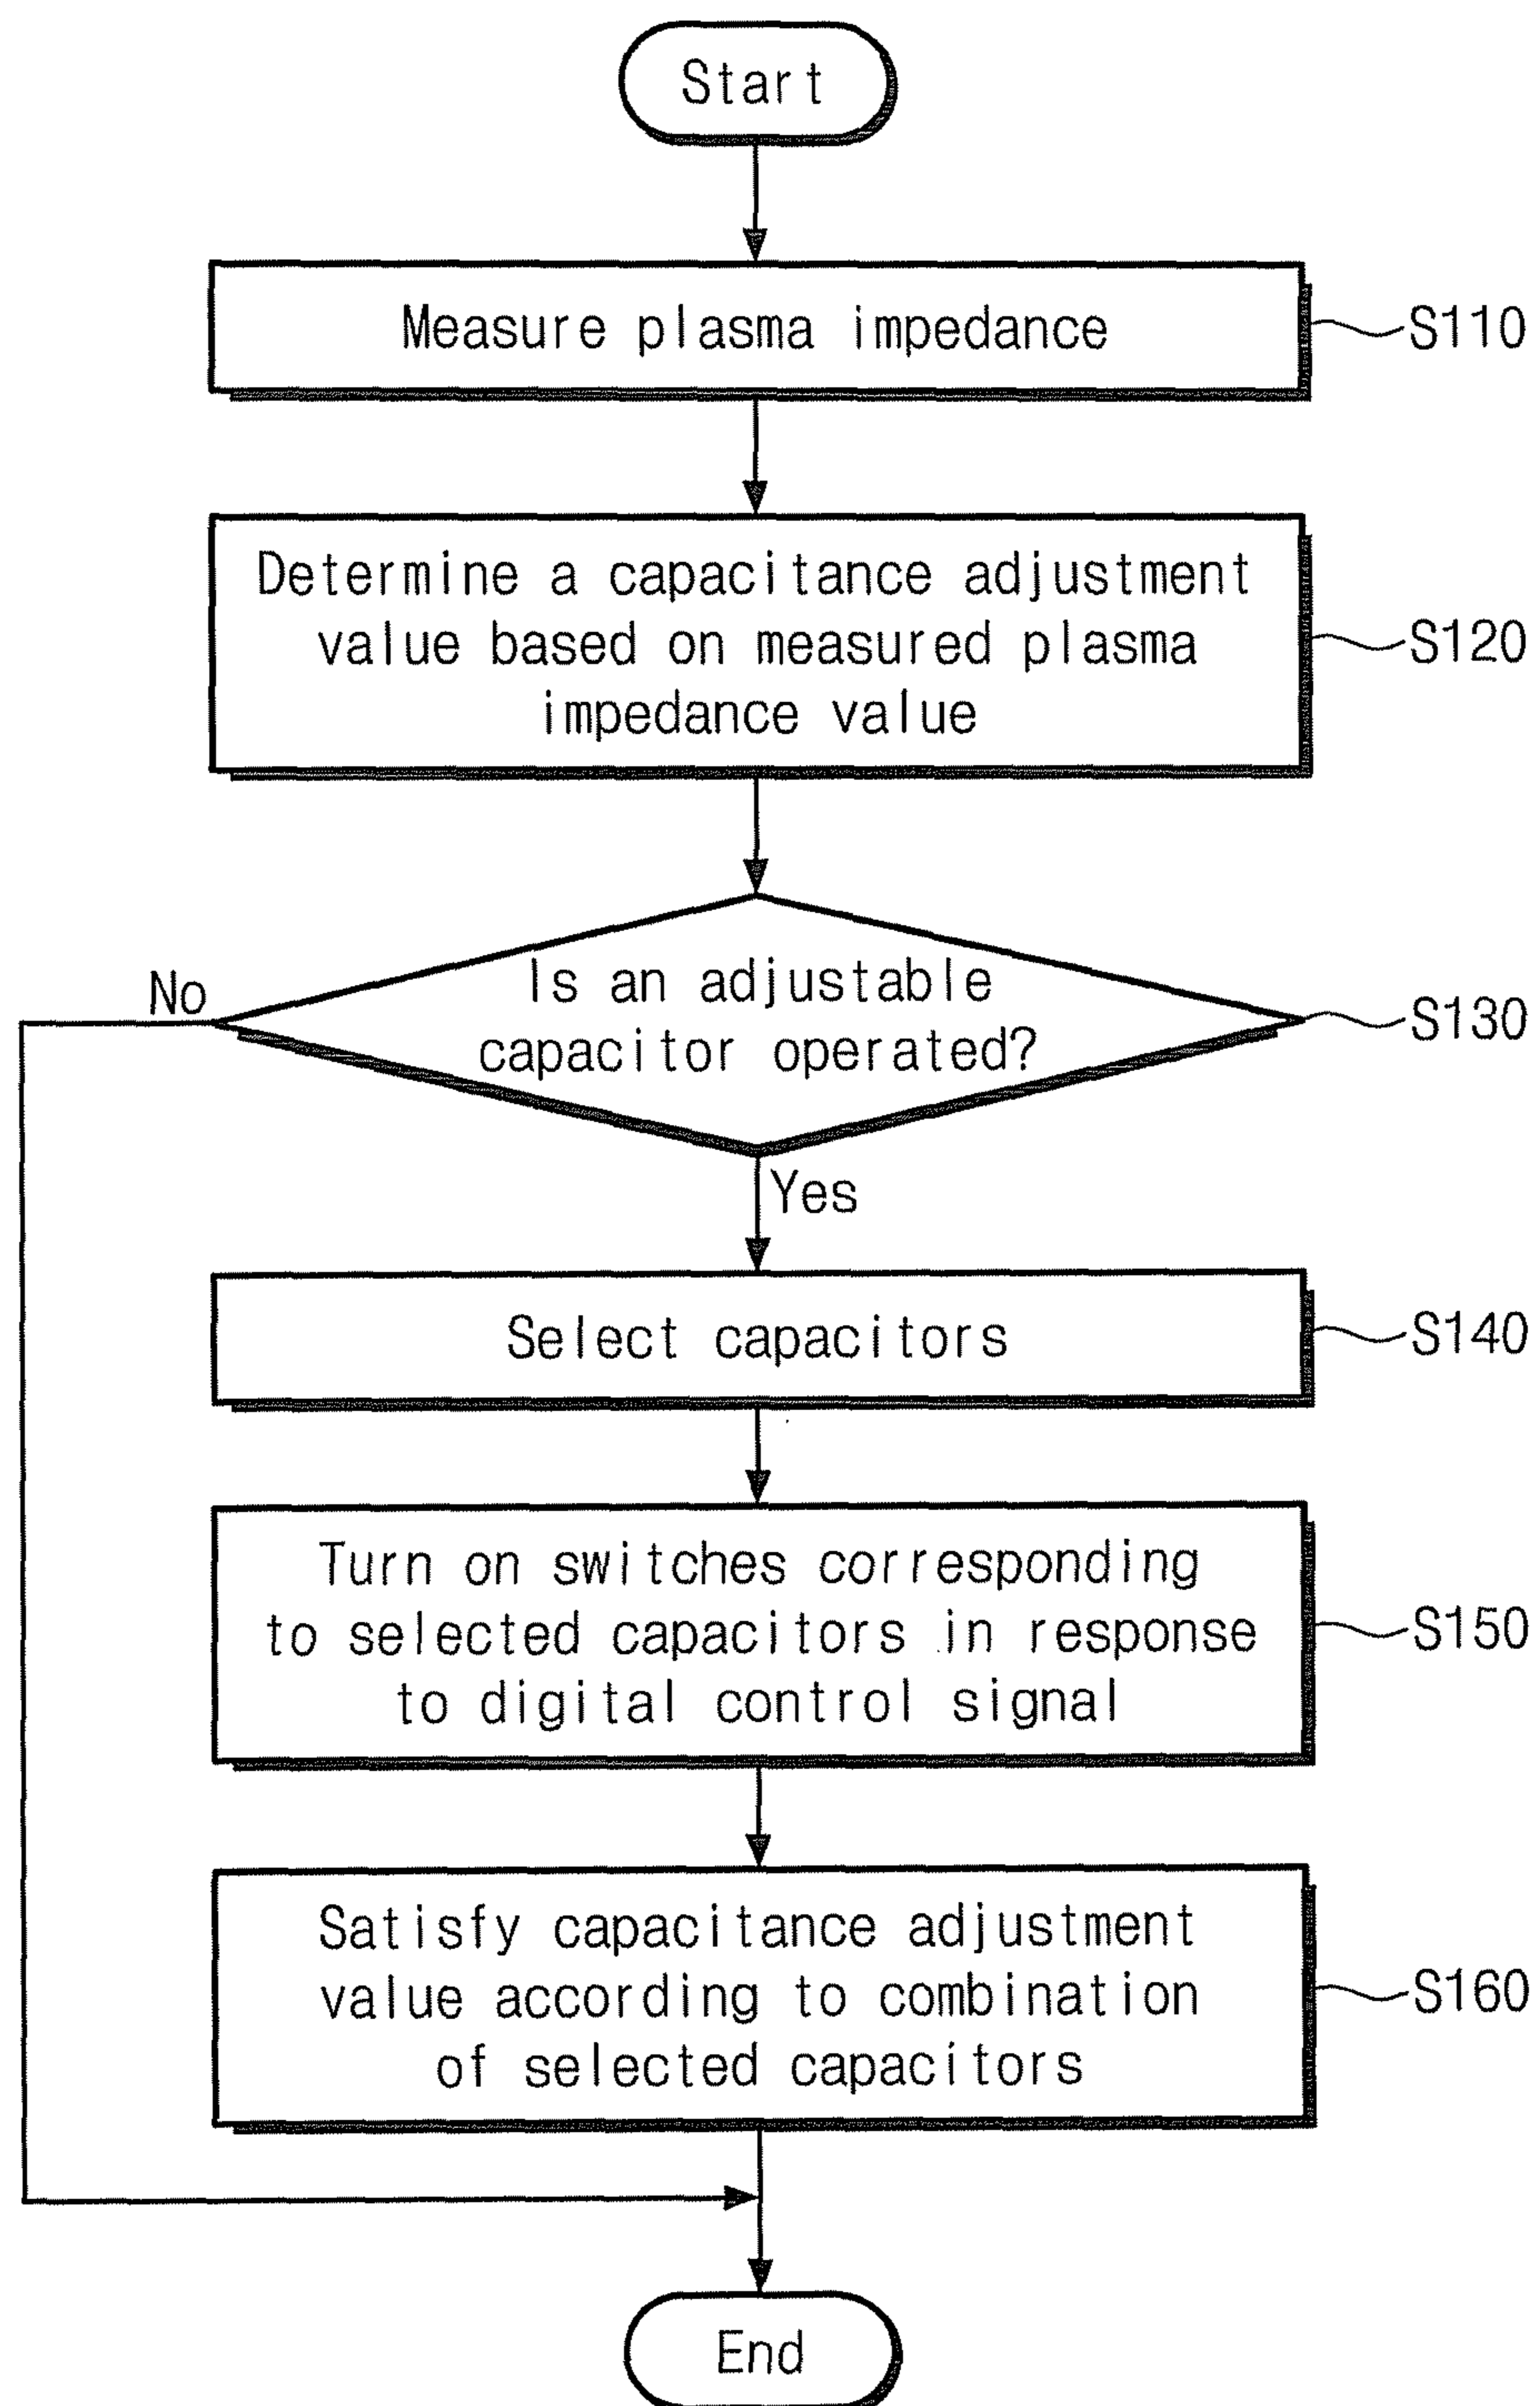 Start
Measure plasma impedance
S110
Determine a capacitance adjustment
value based on measured plasma
impedance value
S120
Is an adjustable
capacitor operated?
S130
No
Yes
Select capacitors
S140
Turn on switches corresponding
to selected capacitors in response
to digital control signal
S150
Satisfy capacitance adjustment
value according to combination
of selected capacitors
S160
End